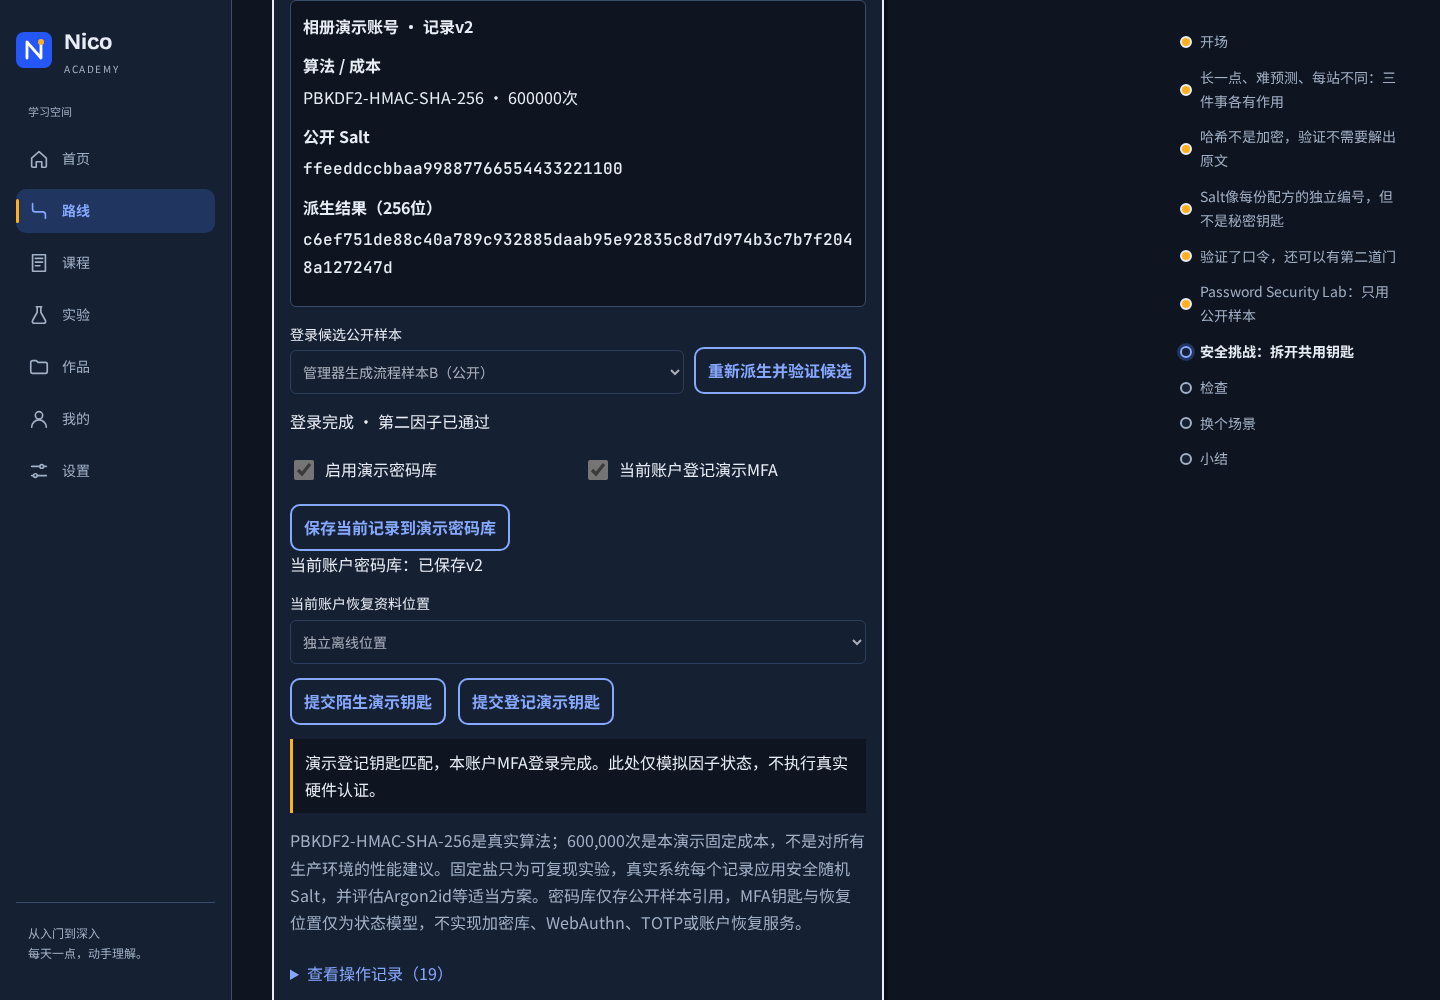 Nico
ACADEMY
学习空间
首页
路线
课程
实验
作品
我的
设置
从入门到深入
每天一点，动手理解。
相册演示账号 · 记录v2
算法 / 成本
PBKDF2-HMAC-SHA-256 · 600000次
公开 Salt
ffeeddccbbaa99887766554433221100
派生结果（256位）
c6ef751de88c40a789c932885daab95e92835c8d7d974b3c7b7f204
8a127247d
登录候选公开样本
管理器生成流程样本B（公开）
重新派生并验证候选
登录完成 · 第二因子已通过
启用演示密码库
当前账户登记演示MFA
保存当前记录到演示密码库
当前账户密码库：已保存v2
当前账户恢复资料位置
独立离线位置
提交陌生演示钥匙
提交登记演示钥匙
演示登记钥匙匹配，本账户MFA登录完成。此处仅模拟因子状态，不执行真实
硬件认证。
PBKDF2-HMAC-SHA-256是真实算法；600,000次是本演示固定成本，不是对所有
生产环境的性能建议。固定盐只为可复现实验，真实系统每个记录应用安全随机
Salt，并评估Argon2id等适当方案。密码库仅存公开样本引用，MFA钥匙与恢复
位置仅为状态模型，不实现加密库、WebAuthn、TOTP或账户恢复服务。
查看操作记录（19）
开场
长一点、难预测、每站不同：三
件事各有作用
哈希不是加密，验证不需要解出
原文
Salt像每份配方的独立编号，但
不是秘密钥匙
验证了口令，还可以有第二道门
Password Security Lab：只用
公开样本
安全挑战：拆开共用钥匙
检查
换个场景
小结